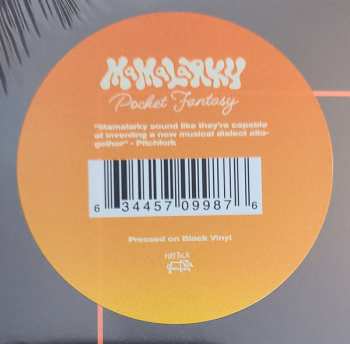 MAMALARKY
Pocket Fantasy
"Mamalarky sound like they're capable
of inventing a new musical dialect alto-
gether" - Pitchfork
6 34457 09987 6
Pressed on Black Vinyl